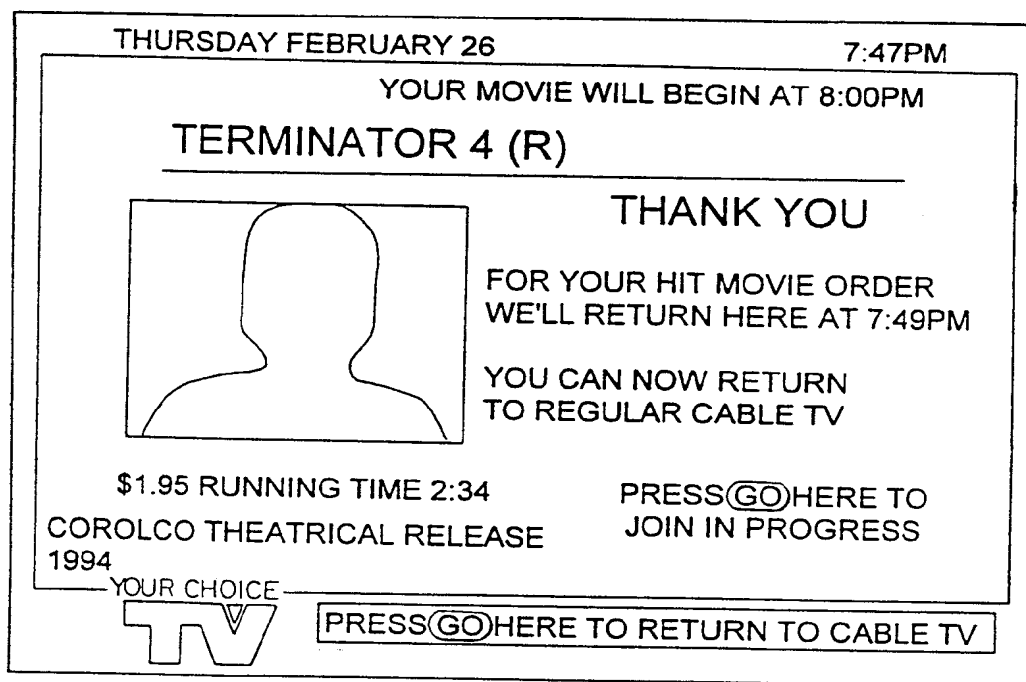 THURSDAY FEBRUARY 26 7:47PM
YOUR MOVIE WILL BEGIN AT 8:00PM
TERMINATOR 4 (R)
THANK YOU
FOR YOUR HIT MOVIE ORDER
WE'LL RETURN HERE AT 7:49PM
YOU CAN NOW RETURN
TO REGULAR CABLE TV
$1.95 RUNNING TIME 2:34
PRESS GO HERE TO
JOIN IN PROGRESS
COROLCO THEATRICAL RELEASE
1994
YOUR CHOICE
TV
PRESS GO HERE TO RETURN TO CABLE TV